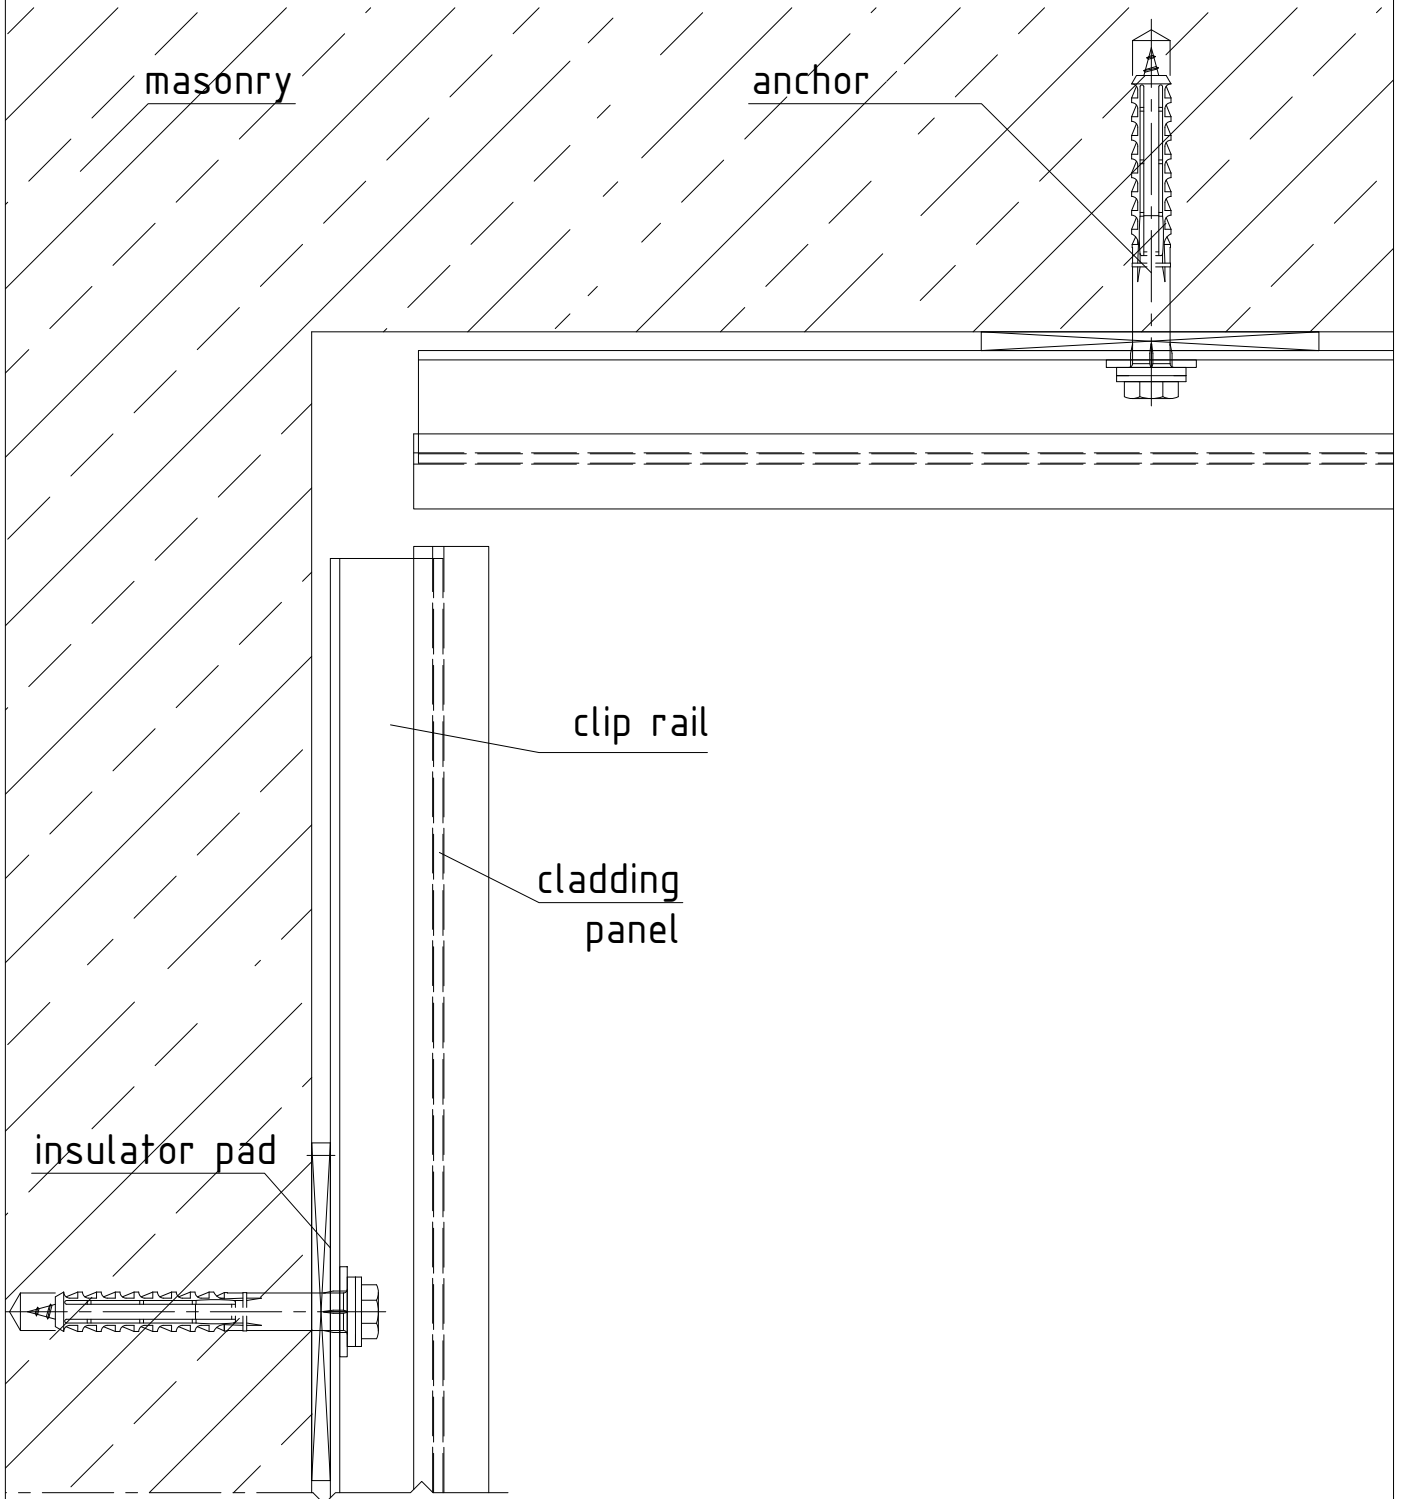 masonry
anchor
clip rail
cladding
panel
insulator pad